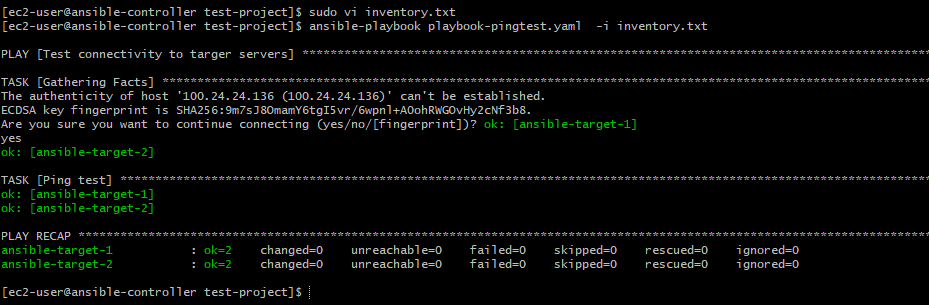 [ec2-user@ansible-controller test-project]$ sudo vi inventory.txt
[ec2-user@ansible-controller test-project]$ ansible-playbook playbook-pingtest.yaml  -i inventory.txt
PLAY [Test connectivity to targer servers] ******************************************************************************************
TASK [Gathering Facts] **************************************************************************************************************
The authenticity of host '100.24.24.136 (100.24.24.136)' can't be established.
ECDSA key fingerprint is SHA256:9m7sJ8OmamY6tgI5vr/6wpnl+AOohRWGOvHy2cNf3b8.
Are you sure you want to continue connecting (yes/no/[fingerprint])? ok: [ansible-target-1]
yes
ok: [ansible-target-2]
TASK [Ping test] ********************************************************************************************************************
ok: [ansible-target-1]
ok: [ansible-target-2]
PLAY RECAP **************************************************************************************************************************
ansible-target-1           : ok=2    changed=0    unreachable=0    failed=0    skipped=0    rescued=0    ignored=0
ansible-target-2           : ok=2    changed=0    unreachable=0    failed=0    skipped=0    rescued=0    ignored=0
[ec2-user@ansible-controller test-project]$